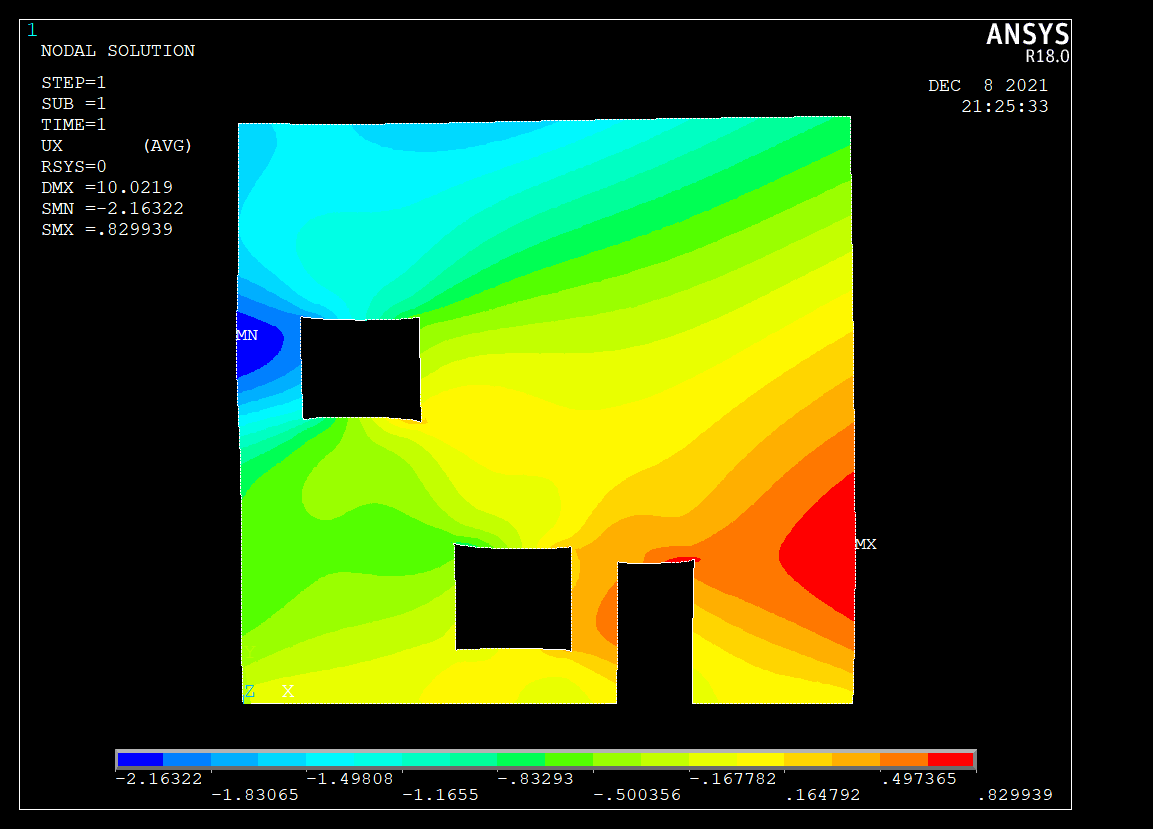 1
ANSYS
R18.0
NODAL SOLUTION
STEP=1
SUB =1
TIME=1
UX (AVG)
RSYS=0
DMX =10.0219
SMN =-2.16322
SMX =.829939
DEC 8 2021
21:25:33
MN
MX
Z X
-2.16322 -1.49808 -.83293 -.167782 .497365
-1.83065 -1.1655 -.500356 .164792 .829939